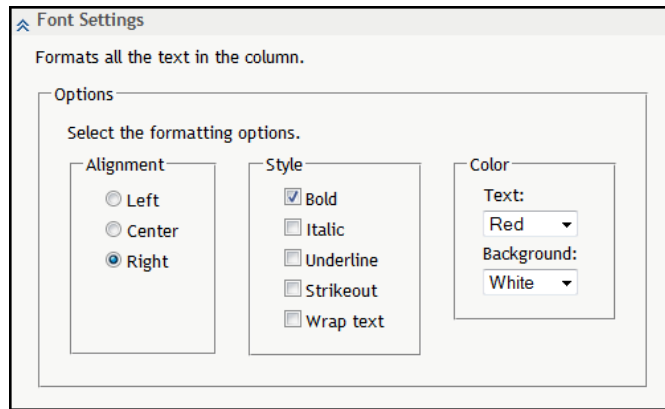 Font Settings
Formats all the text in the column.
Options
Select the formatting options.
Alignment
Left
Center
Right
Style
Bold
Italic
Underline
Strikeout
Wrap text
Color
Text:
Red
Background:
White